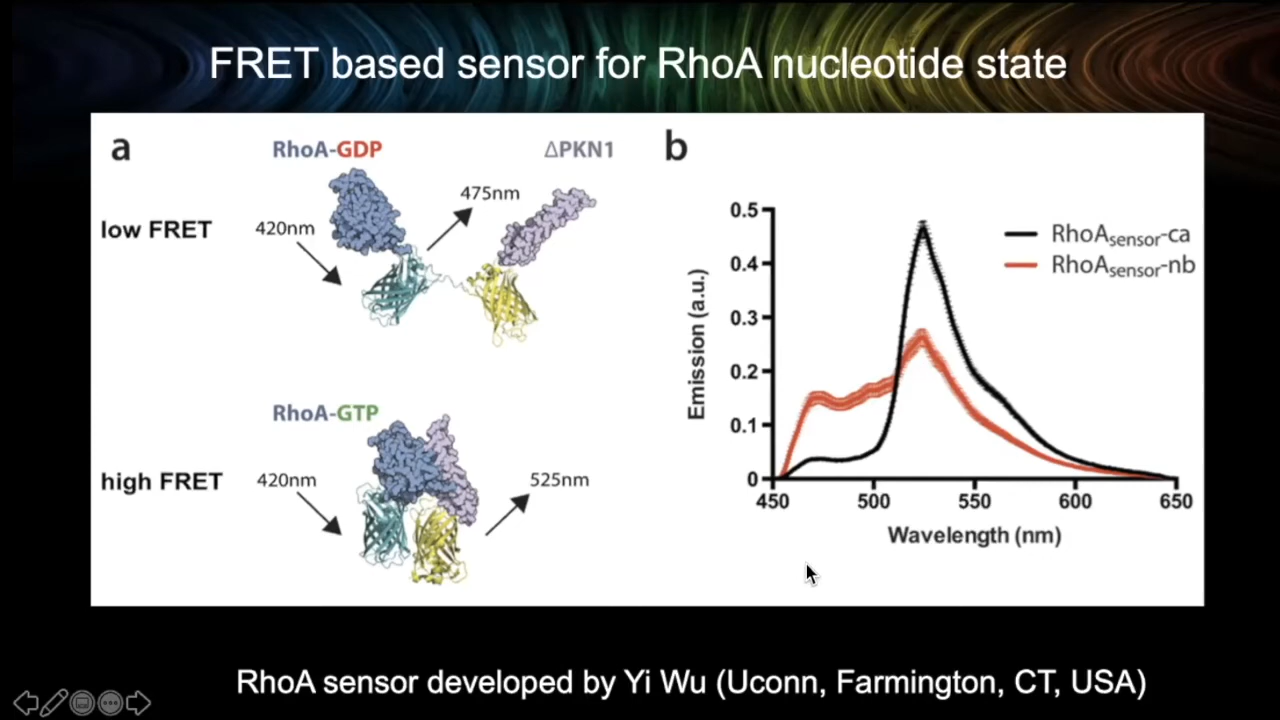 FRET based sensor for RhoA nucleotide state
a
RhoA-GDP
ΔPKN1
low FRET
420nm
475nm
RhoA-GTP
high FRET
420nm
525nm
b
Emission (a.u.)
0.5
0.4
0.3
0.2
0.1
0
450
500
550
600
650
Wavelength (nm)
RhoAsensor-ca
RhoAsensor-nb
RhoA sensor developed by Yi Wu (Uconn, Farmington, CT, USA)